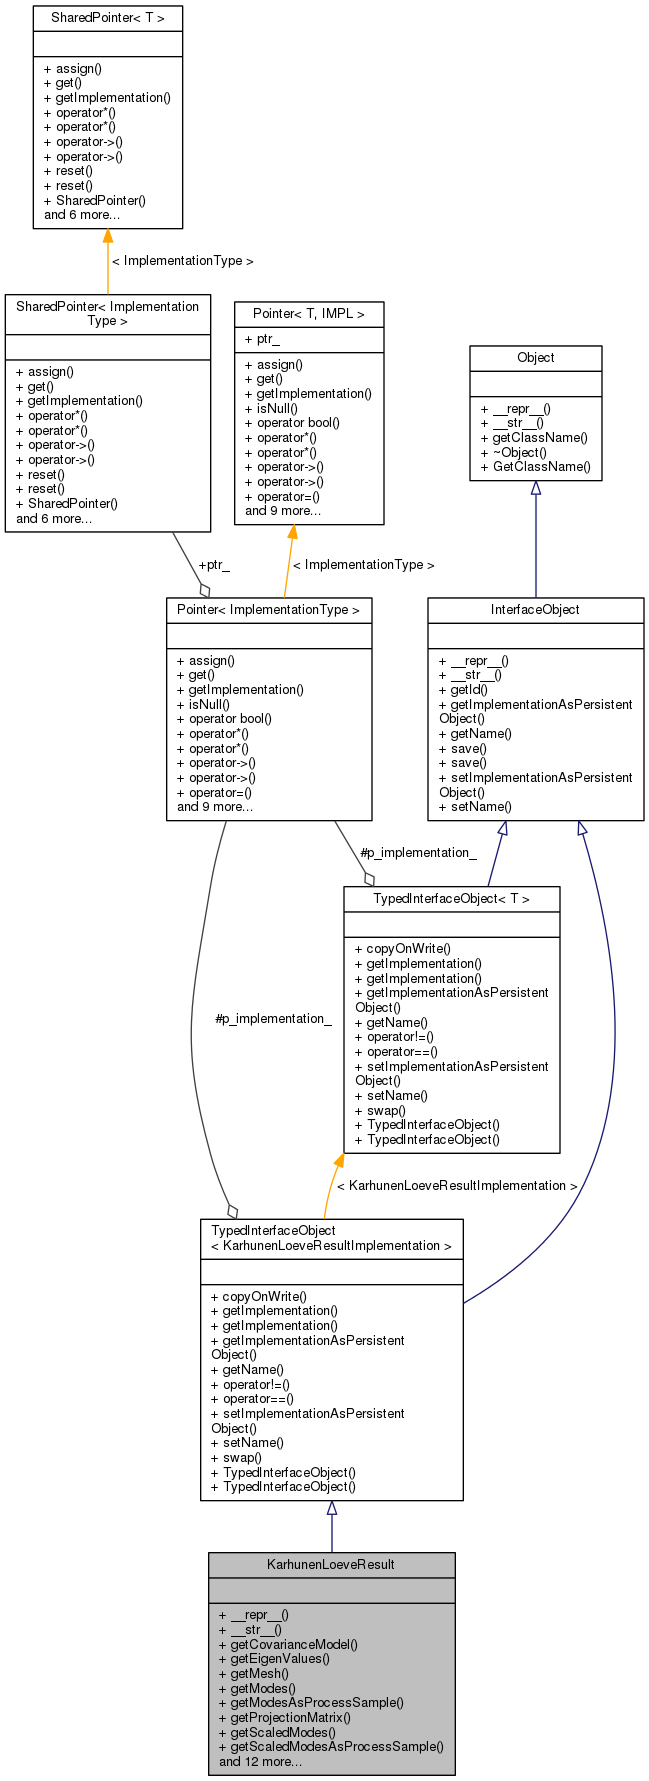 SharedPointer< T >
+ assign()
+ get()
+ getImplementation()
+ operator*()
+ operator*()
+ operator->()
+ operator->()
+ reset()
+ reset()
+ SharedPointer()
and 6 more...
< ImplementationType >
SharedPointer< Implementation
Type >
+ assign()
+ get()
+ getImplementation()
+ operator*()
+ operator*()
+ operator->()
+ operator->()
+ reset()
+ reset()
+ SharedPointer()
and 6 more...
Pointer< T, IMPL >
+ ptr_
+ assign()
+ get()
+ getImplementation()
+ isNull()
+ operator bool()
+ operator*()
+ operator*()
+ operator->()
+ operator->()
+ operator=()
and 9 more...
Object
+ __repr__()
+ __str__()
+ getClassName()
+ ~Object()
+ GetClassName()
+ptr_
< ImplementationType >
Pointer< ImplementationType >
+ assign()
+ get()
+ getImplementation()
+ isNull()
+ operator bool()
+ operator*()
+ operator*()
+ operator->()
+ operator->()
+ operator=()
and 9 more...
InterfaceObject
+ __repr__()
+ __str__()
+ getId()
+ getImplementationAsPersistent
Object()
+ getName()
+ save()
+ save()
+ setImplementationAsPersistent
Object()
+ setName()
#p_implementation_
TypedInterfaceObject< T >
+ copyOnWrite()
+ getImplementation()
+ getImplementation()
+ getImplementationAsPersistent
Object()
+ getName()
+ operator!=()
+ operator==()
+ setImplementationAsPersistent
Object()
+ setName()
+ swap()
+ TypedInterfaceObject()
+ TypedInterfaceObject()
#p_implementation_
< KarhunenLoeveResultImplementation >
TypedInterfaceObject
< KarhunenLoeveResultImplementation >
+ copyOnWrite()
+ getImplementation()
+ getImplementation()
+ getImplementationAsPersistent
Object()
+ getName()
+ operator!=()
+ operator==()
+ setImplementationAsPersistent
Object()
+ setName()
+ swap()
+ TypedInterfaceObject()
+ TypedInterfaceObject()
KarhunenLoeveResult
+ __repr__()
+ __str__()
+ getCovarianceModel()
+ getEigenValues()
+ getMesh()
+ getModes()
+ getModesAsProcessSample()
+ getProjectionMatrix()
+ getScaledModes()
+ getScaledModesAsProcessSample()
and 12 more...